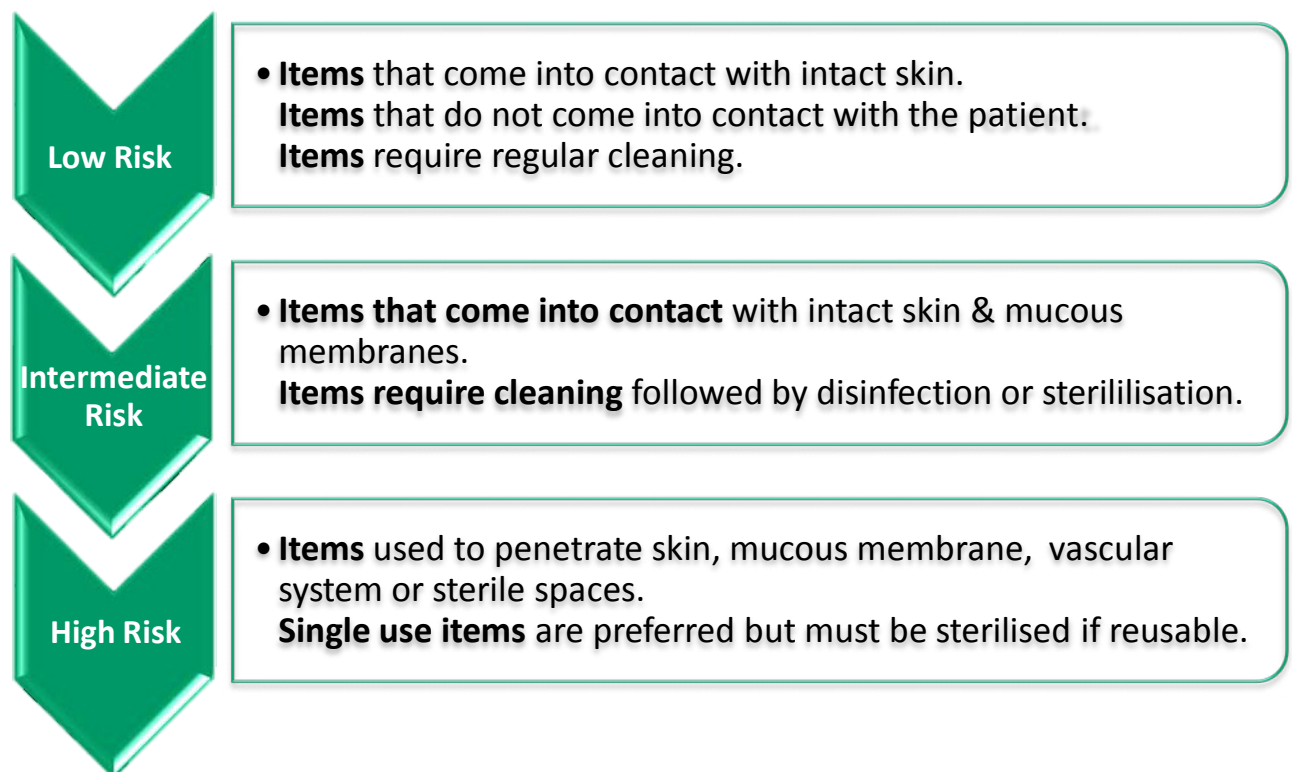 Low Risk
• Items that come into contact with intact skin.
Items that do not come into contact with the patient.
Items require regular cleaning.
Intermediate
Risk
• Items that come into contact with intact skin & mucous
membranes.
Items require cleaning followed by disinfection or sterililisation.
High Risk
• Items used to penetrate skin, mucous membrane, vascular
system or sterile spaces.
Single use items are preferred but must be sterilised if reusable.